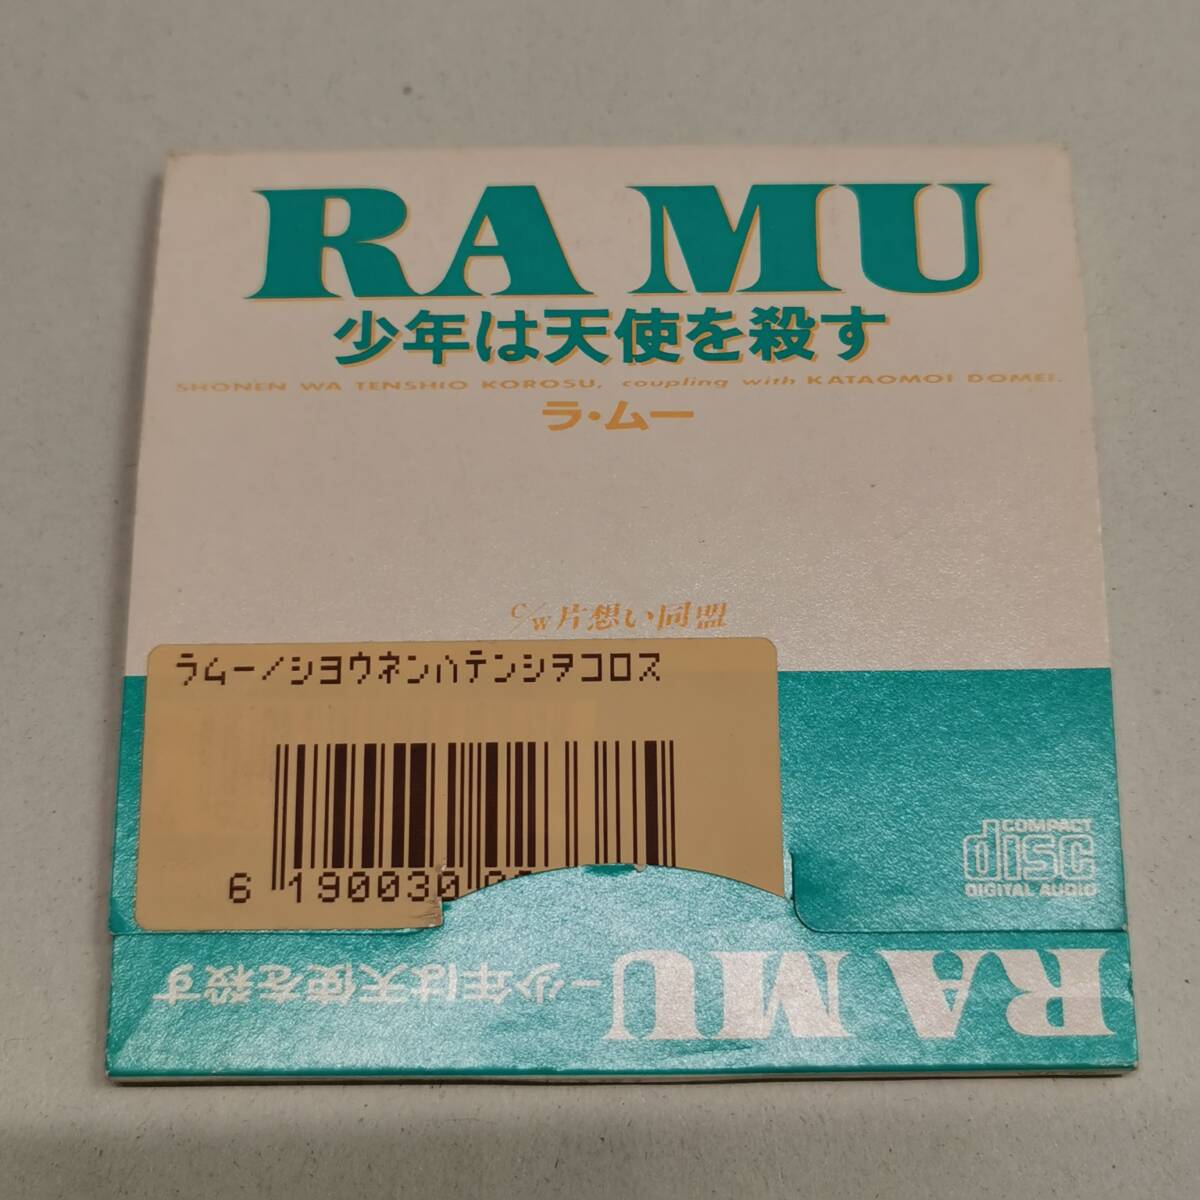 RA MU
少年は天使を殺す
SHONEN WA TENSHIO KOROSU, coupling with KATAOMOI DOMEI.
ラ・ムー
c/w 片想い同盟
ラムー/シヨウネンハテンシヲコロス
6 190030
COMPACT
disc
DIGITAL AUDIO
RA MU
-少年は天使を殺す